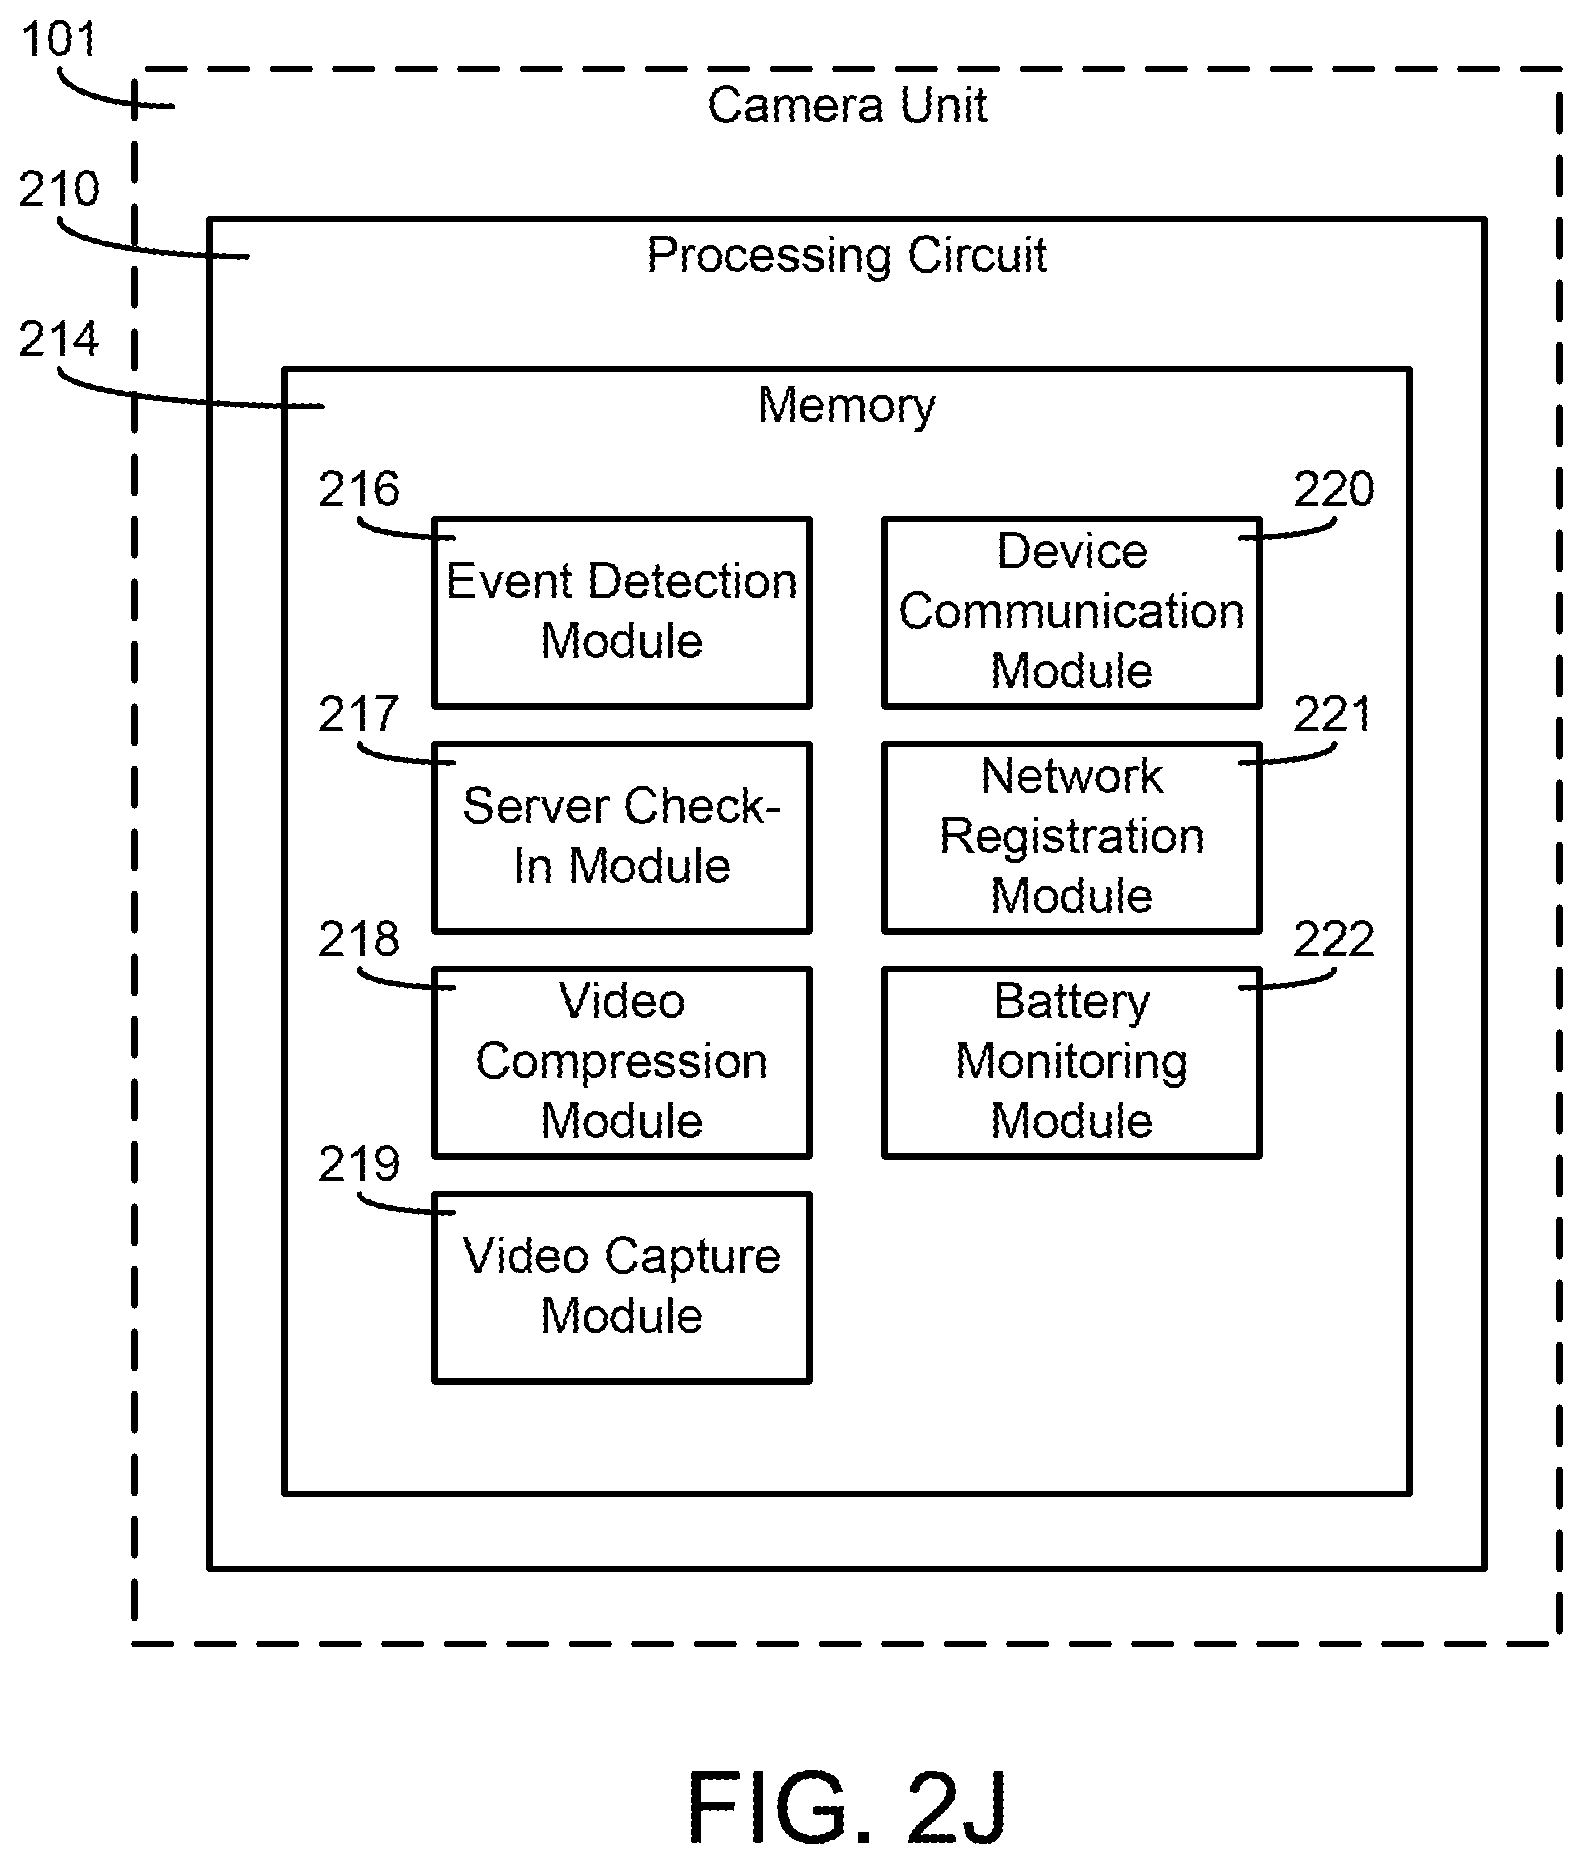 101
Camera Unit
210
Processing Circuit
214
Memory
216
Event Detection
Module
220
Device
Communication
Module
217
Server Check-
In Module
221
Network
Registration
Module
218
Video
Compression
Module
222
Battery
Monitoring
Module
219
Video Capture
Module
FIG. 2J